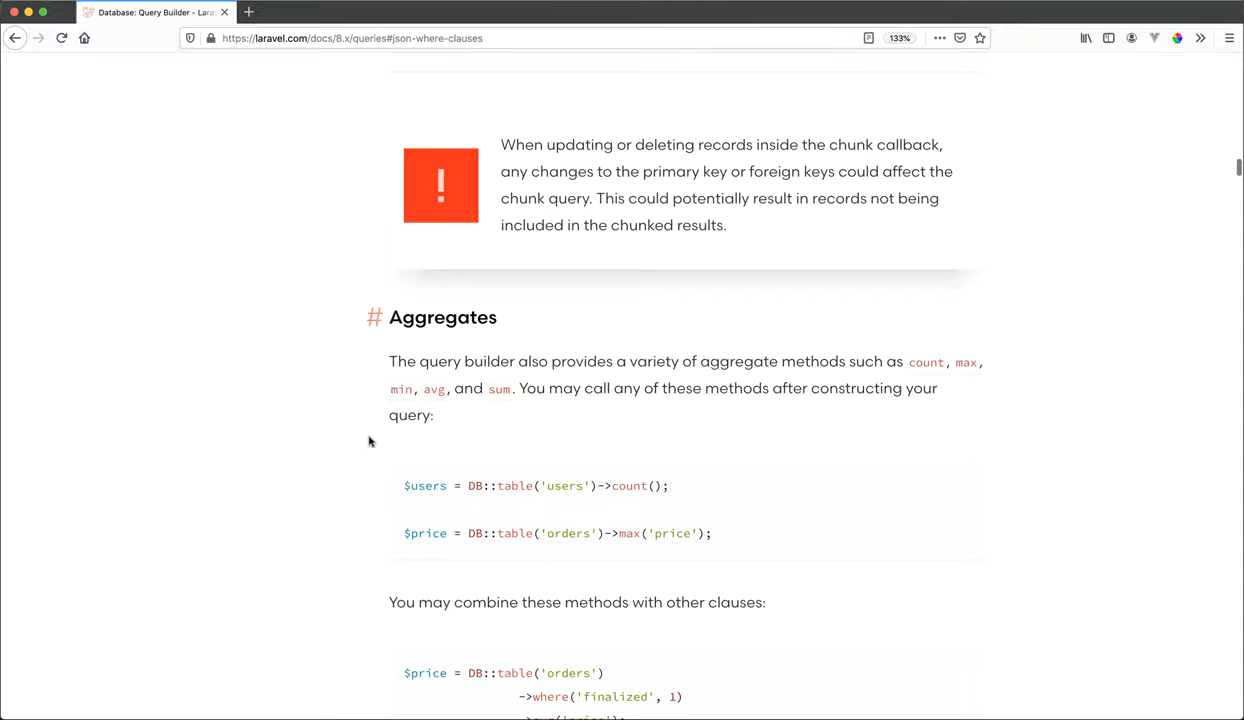 Database: Query Builder - Lara
https://laravel.com/docs/8.x/queries#json-where-clauses
133%
When updating or deleting records inside the chunk callback,
any changes to the primary key or foreign keys could affect the
chunk query. This could potentially result in records not being
included in the chunked results.
!
# Aggregates
The query builder also provides a variety of aggregate methods such as count, max,
min, avg, and sum. You may call any of these methods after constructing your
query:
$users = DB::table('users')->count();
$price = DB::table('orders')->max('price');
You may combine these methods with other clauses:
$price = DB::table('orders')
->where('finalized', 1)